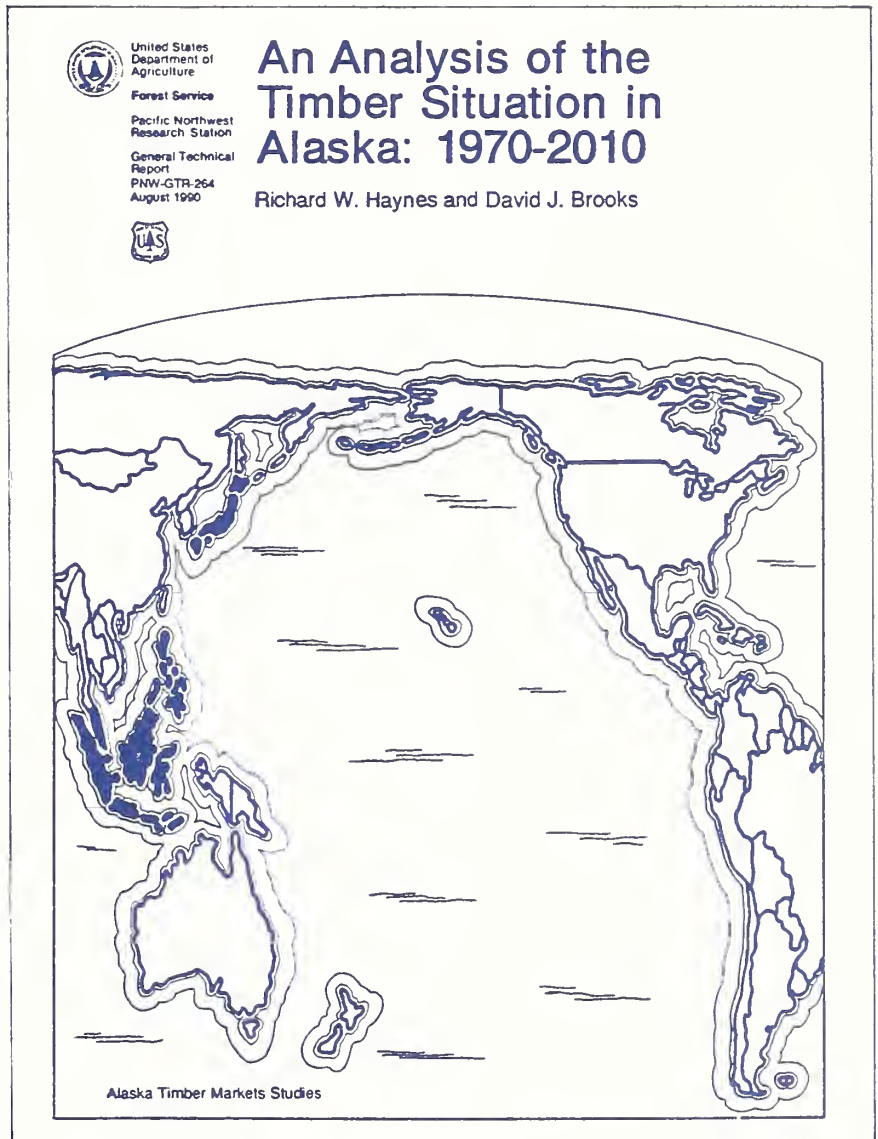 United States
Department of
Agriculture
Forest Service
Pacific Northwest
Research Station
General Technical
Report
PNW-GTR-264
August 1990
An Analysis of the
Timber Situation in
Alaska: 1970-2010
Richard W. Haynes and David J. Brooks
UAS
Alaska Timber Markets Studies